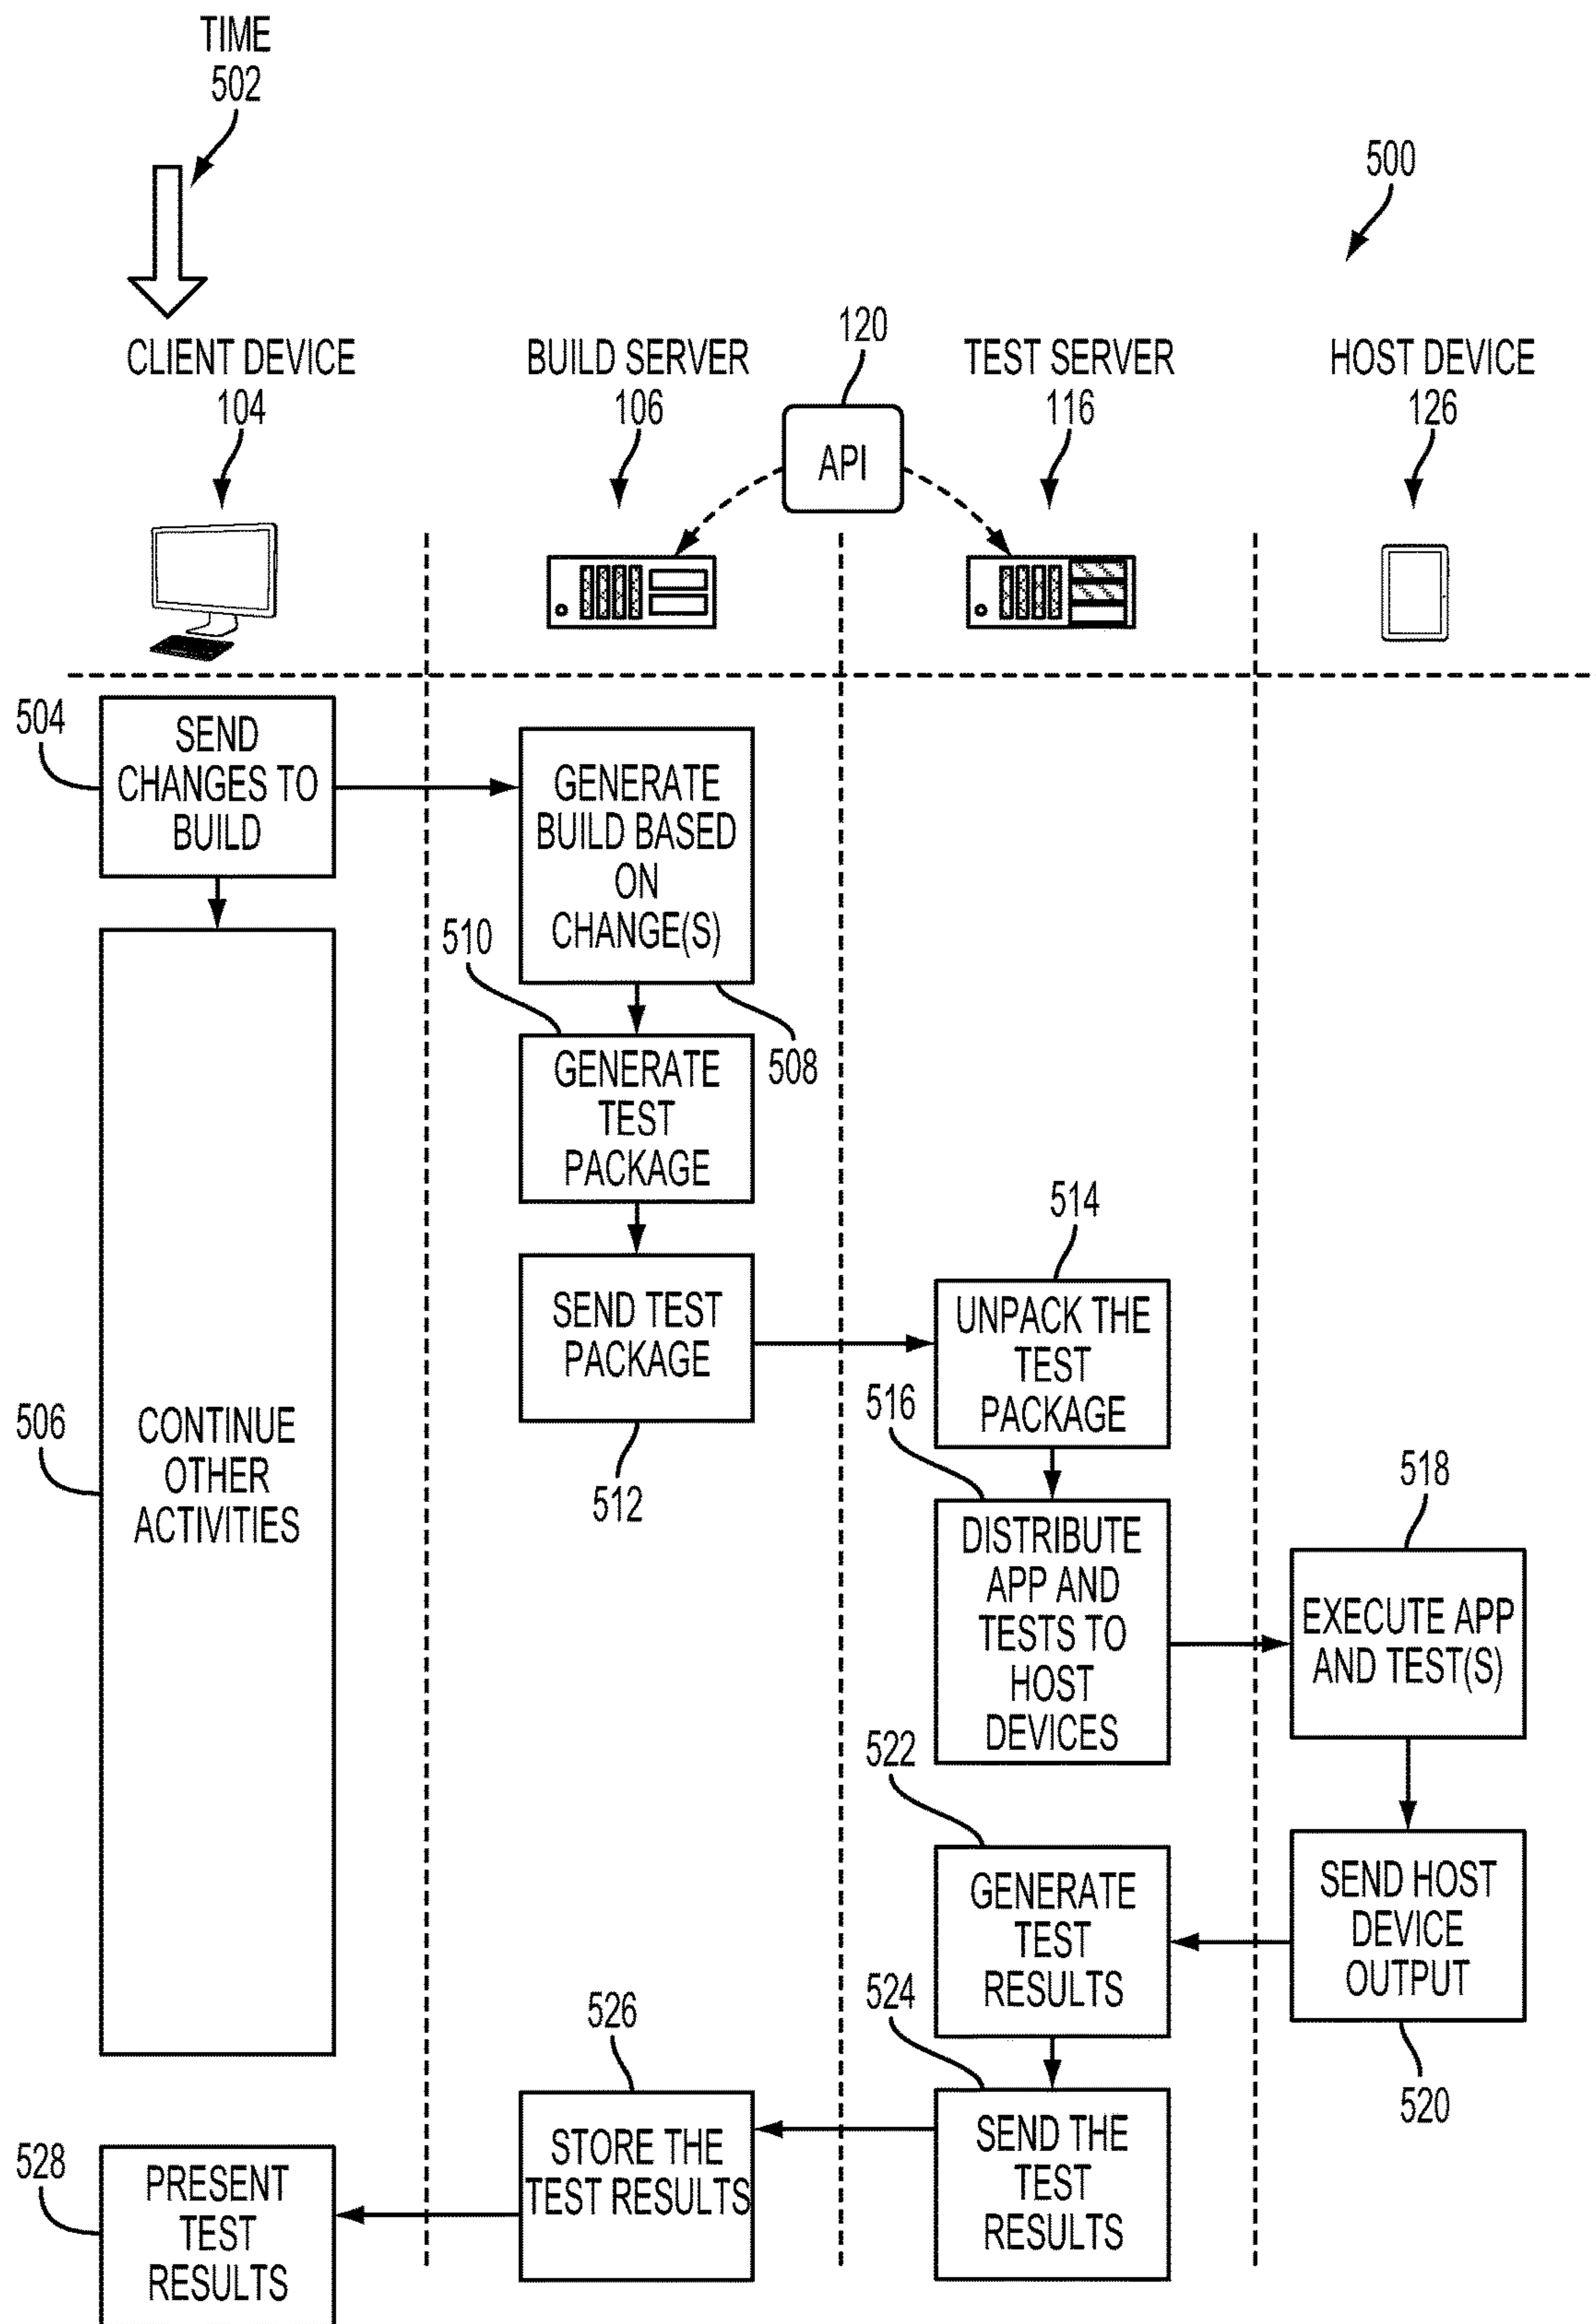 TIME
502
500
120
CLIENT DEVICE
104
BUILD SERVER
106
API
TEST SERVER
116
HOST DEVICE
126
504
SEND
CHANGES TO
BUILD
GENERATE
BUILD BASED
ON
CHANGE(S)
508
510
GENERATE
TEST
PACKAGE
SEND TEST
PACKAGE
512
514
UNPACK THE
TEST
PACKAGE
506
CONTINUE
OTHER
ACTIVITIES
516
DISTRIBUTE
APP AND
TESTS TO
HOST
DEVICES
518
EXECUTE APP
AND TEST(S)
522
GENERATE
TEST
RESULTS
SEND HOST
DEVICE
OUTPUT
520
524
SEND THE
TEST
RESULTS
526
STORE THE
TEST RESULTS
528
PRESENT
TEST
RESULTS